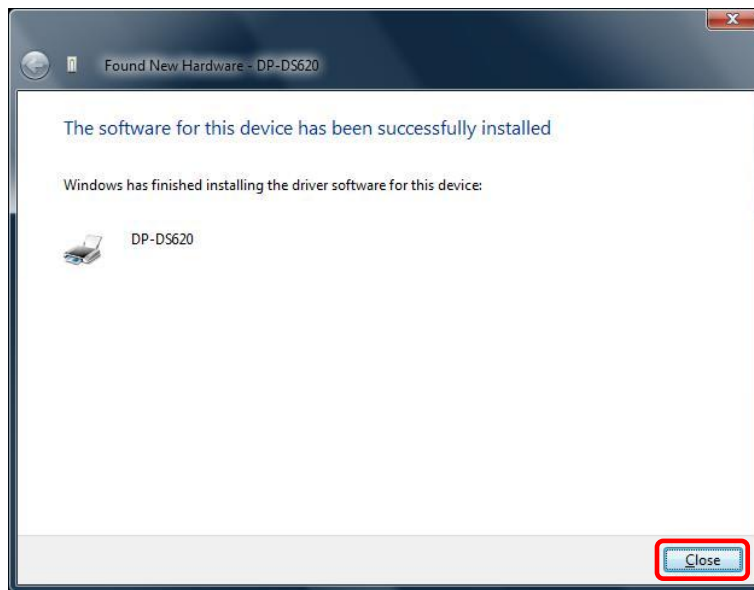 Found New Hardware - DP-DS620
The software for this device has been successfully installed
Windows has finished installing the driver software for this device:
DP-DS620
Close